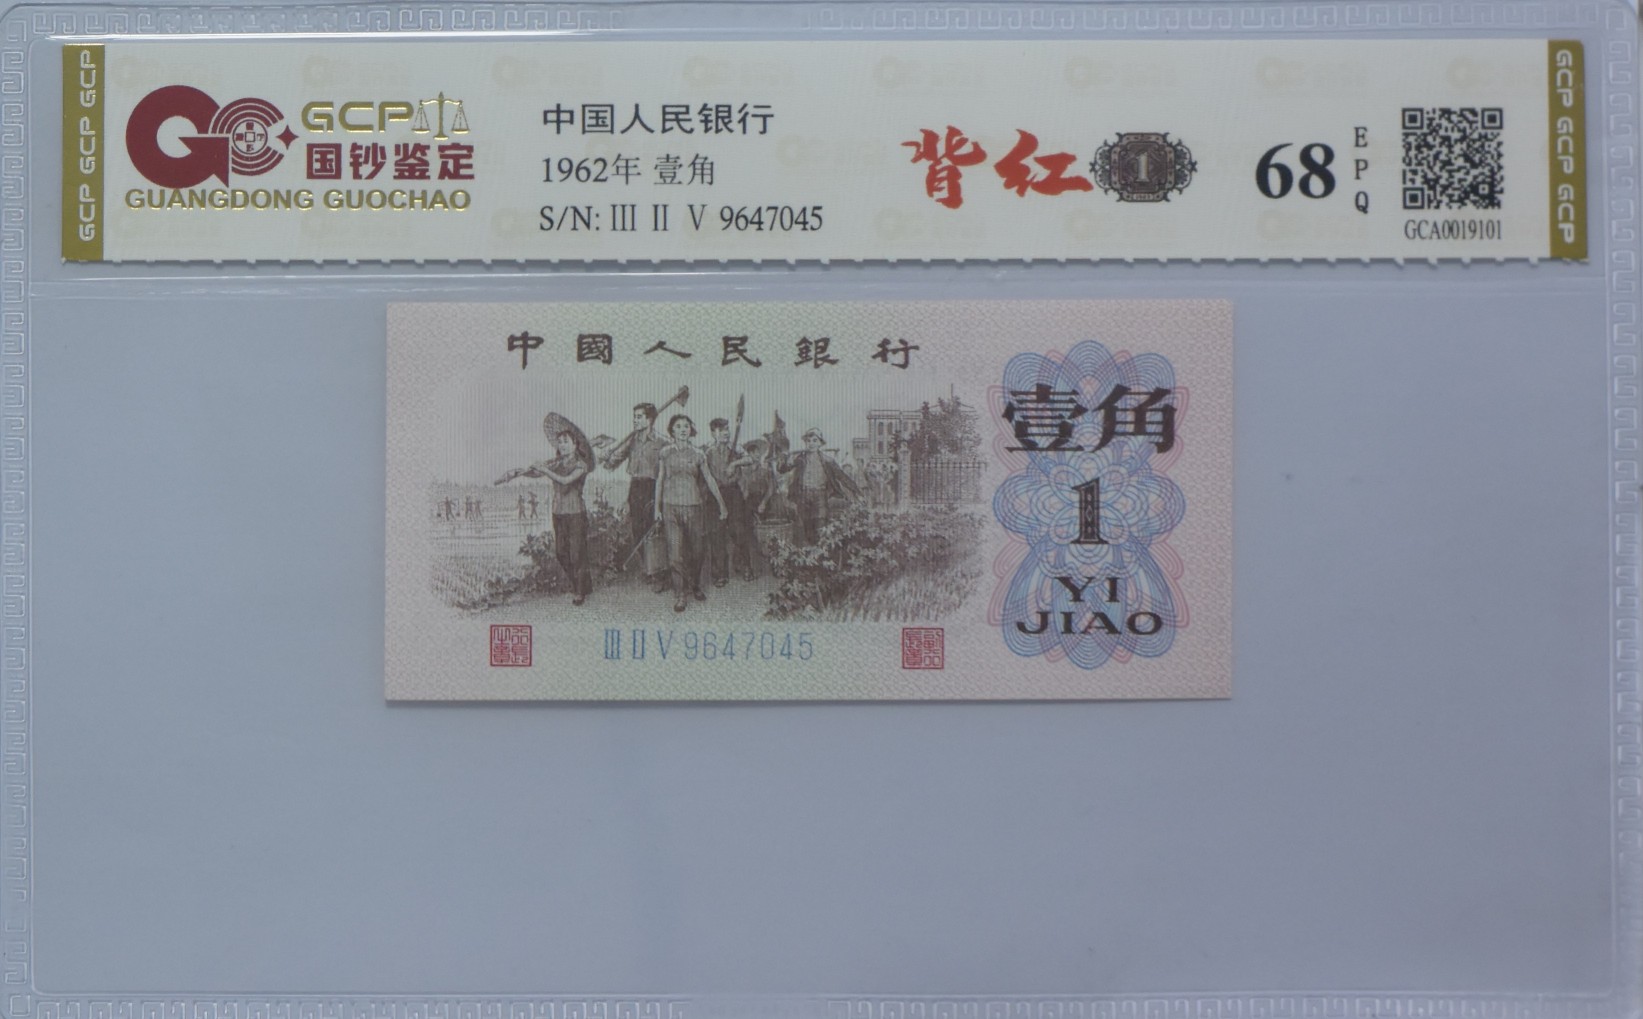 GCP GCP GCP
GCP
国钞鉴定
GUANGDONG GUOCHAO
中国人民银行
1962年 壹角
S/N: III II V 9647045
背红
1
68
EPQ
GCA0019101
GCP GCP GCP
中國人民銀行
壹角
1
YI
JIAO
III II V 9647045